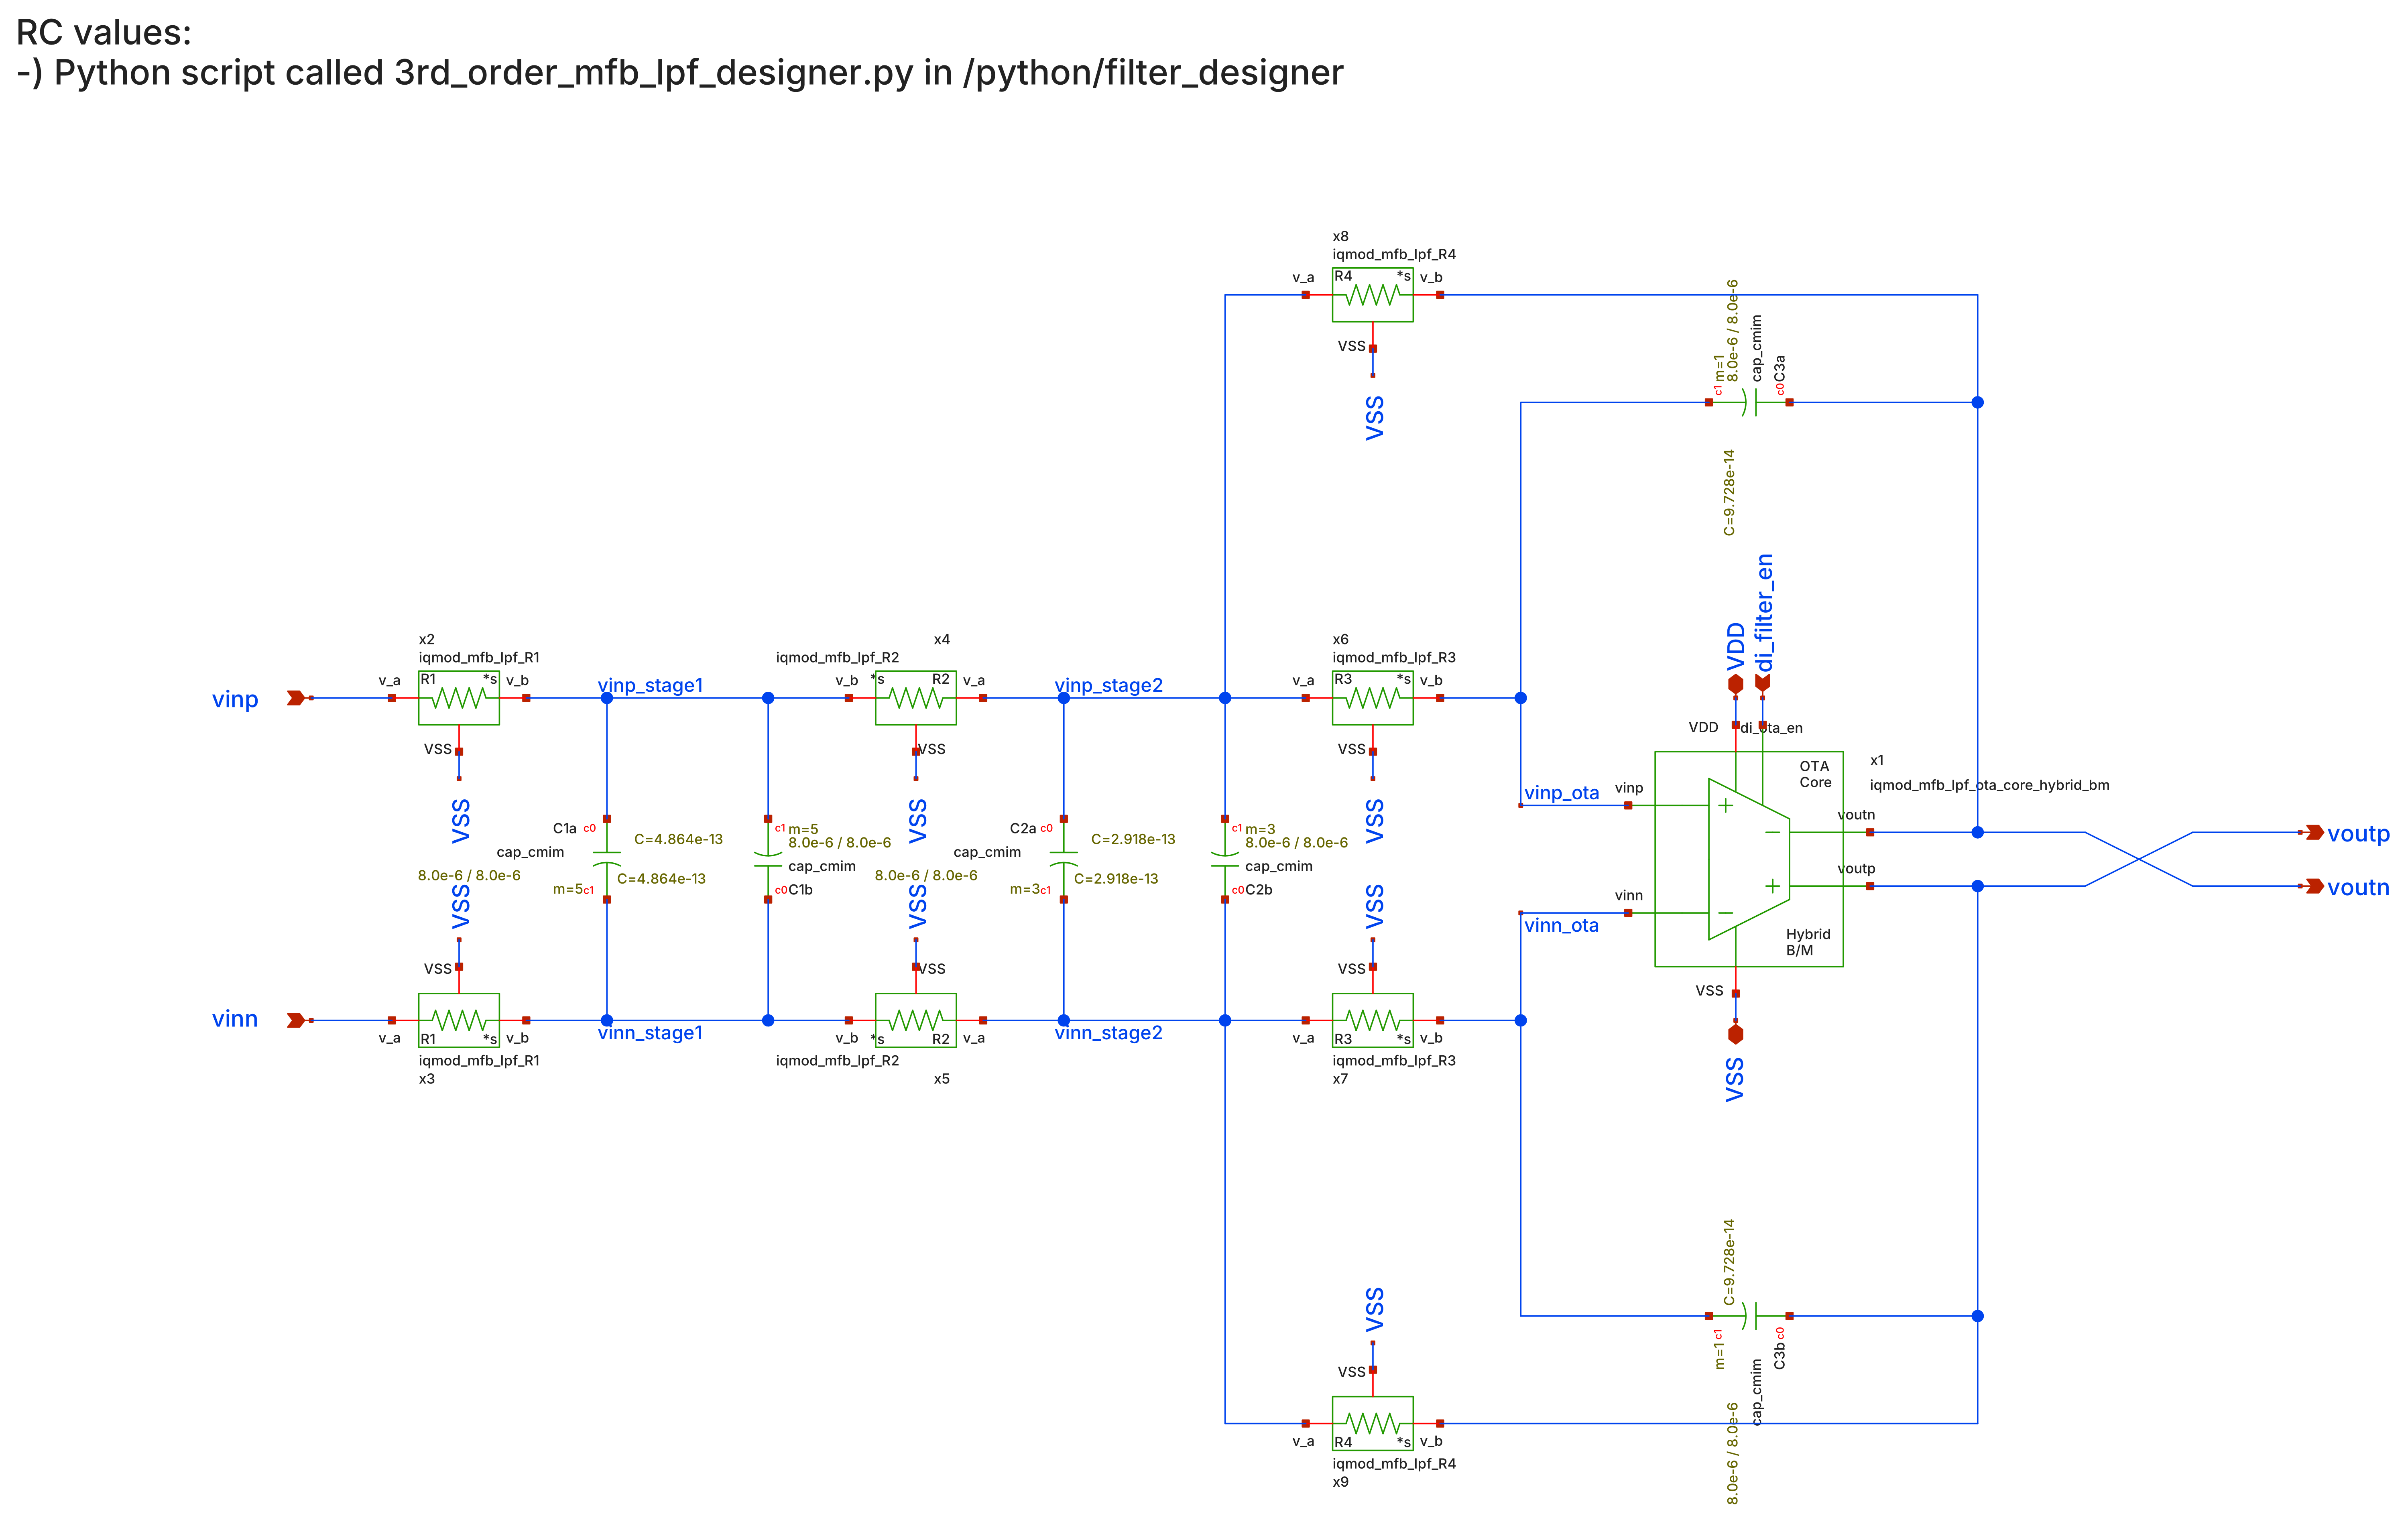 RC values:
-) Python script called 3rd_order_mfb_lpf_designer.py in /python/filter_designer
x8
iqmod_mfb_lpf_R4
v_a
R4
*s
v_b
VSS
VSS
m=1
8.0e-6 / 8.0e-6
cap_cmim
C3a
c1
c0
C=9.728e-14
VDD
di_filter_en
x2
iqmod_mfb_lpf_R1
vinp
v_a
R1
*s
v_b
VSS
VSS
vinp_stage1
x4
iqmod_mfb_lpf_R2
v_b
*s
R2
v_a
VSS
VSS
vinp_stage2
x6
iqmod_mfb_lpf_R3
v_a
R3
*s
v_b
VSS
VSS
C1a
c0
C=4.864e-13
cap_cmim
8.0e-6 / 8.0e-6
C=4.864e-13
m=5
c1
c1
m=5
8.0e-6 / 8.0e-6
cap_cmim
c0
C1b
C2a
c0
C=2.918e-13
cap_cmim
8.0e-6 / 8.0e-6
C=2.918e-13
m=3
c1
c1
m=3
8.0e-6 / 8.0e-6
cap_cmim
c0
C2b
VDD
di_ota_en
OTA
Core
x1
iqmod_mfb_lpf_ota_core_hybrid_bm
vinp_ota
vinp
+
−
voutn
voutp
voutp
+
voutn
vinn_ota
vinn
−
Hybrid
B/M
VSS
VSS
vinn
VSS
VSS
v_a
R1
*s
v_b
iqmod_mfb_lpf_R1
x3
vinn_stage1
VSS
VSS
v_b
*s
R2
v_a
iqmod_mfb_lpf_R2
x5
vinn_stage2
VSS
VSS
v_a
R3
*s
v_b
iqmod_mfb_lpf_R3
x7
C=9.728e-14
m=1
c1
c0
C3b
cap_cmim
8.0e-6 / 8.0e-6
VSS
VSS
v_a
R4
*s
v_b
iqmod_mfb_lpf_R4
x9